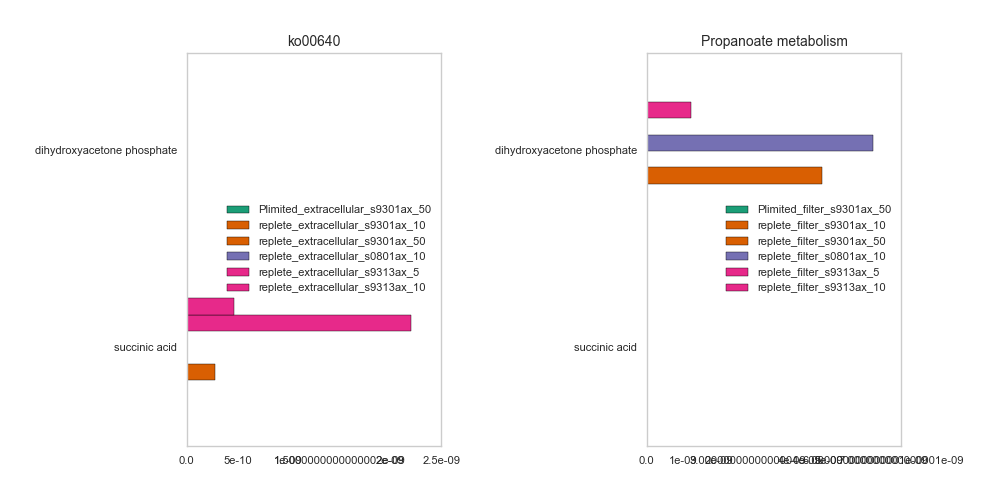 ko00640
dihydroxyacetone phosphate
succinic acid
Plimited_extracellular_s9301ax_50
replete_extracellular_s9301ax_10
replete_extracellular_s9301ax_50
replete_extracellular_s0801ax_10
replete_extracellular_s9313ax_5
replete_extracellular_s9313ax_10
0.0 5e-10 2.5e-09
Propanoate metabolism
dihydroxyacetone phosphate
succinic acid
Plimited_filter_s9301ax_50
replete_filter_s9301ax_10
replete_filter_s9301ax_50
replete_filter_s0801ax_10
replete_filter_s9313ax_5
replete_filter_s9313ax_10
0.0